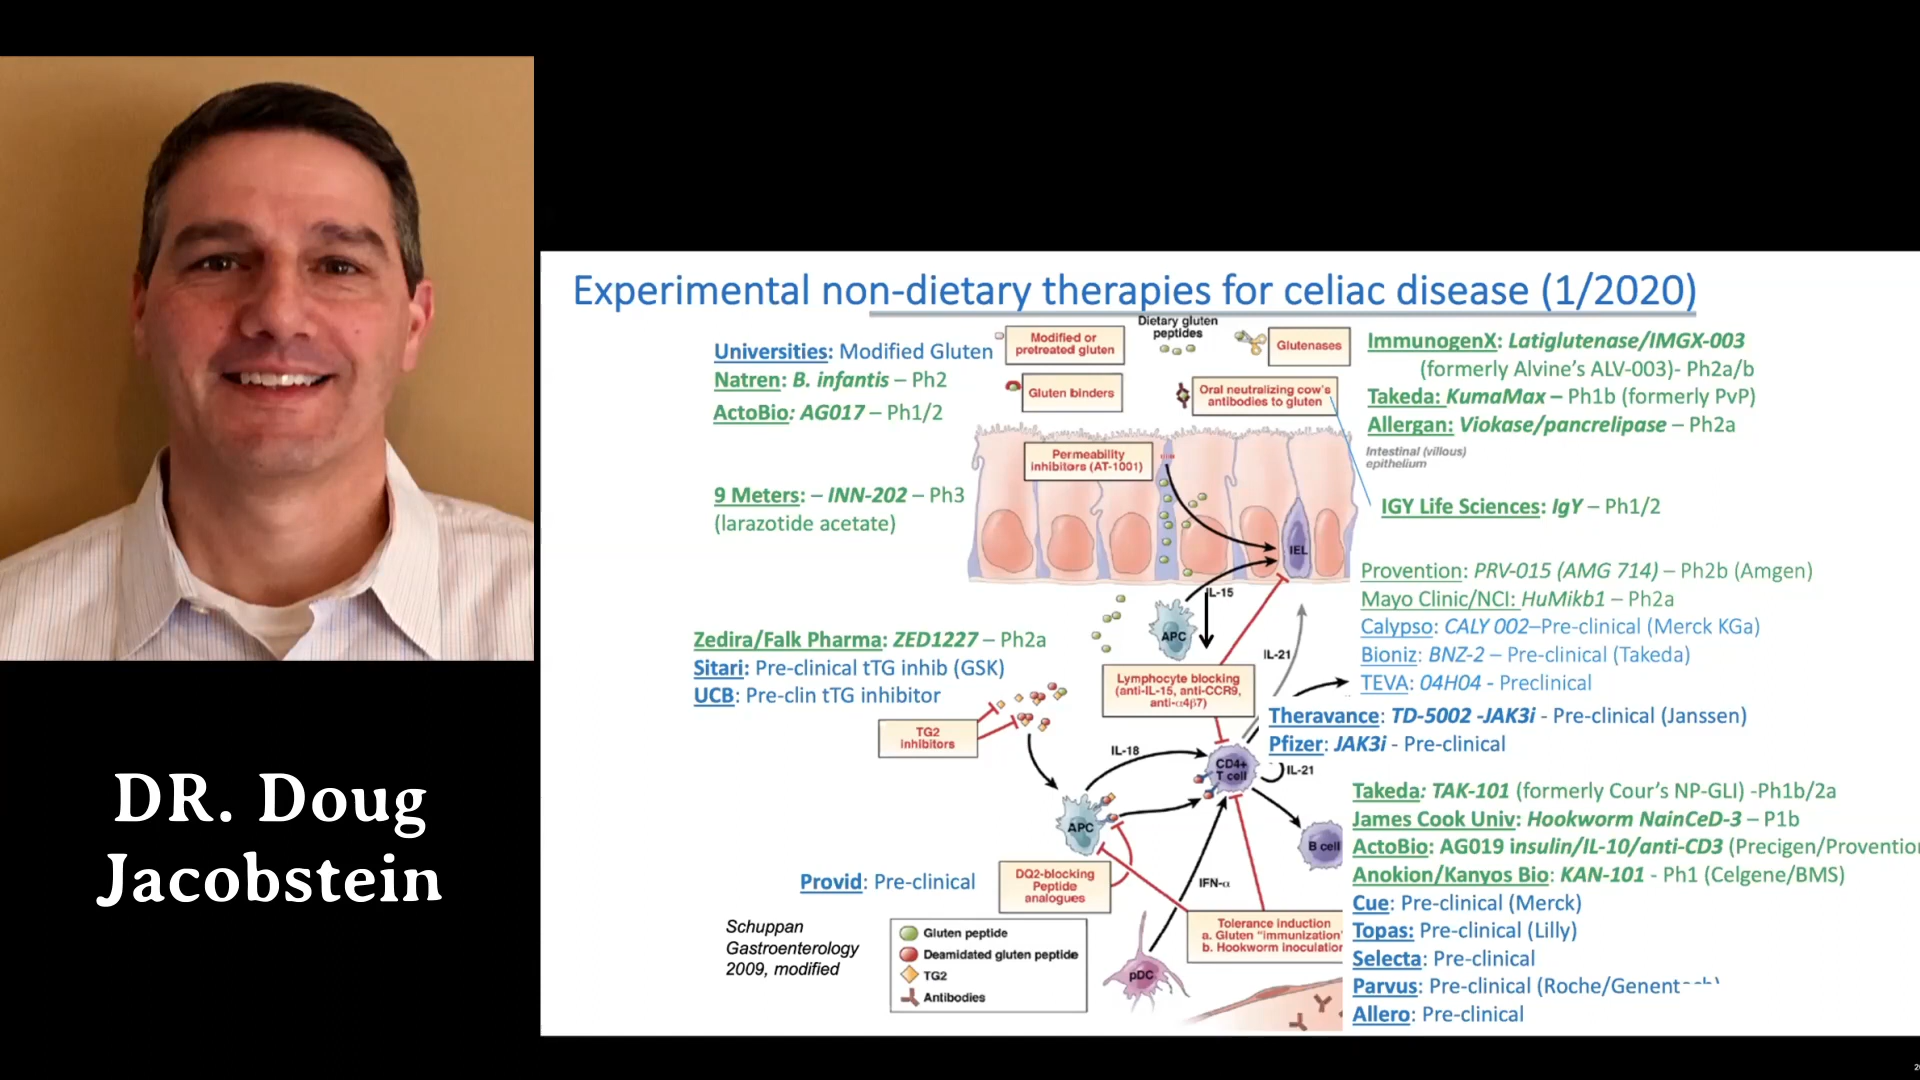 DR. Doug
Jacobstein
Experimental non-dietary therapies for celiac disease (1/2020)
Universities: Modified Gluten
Natren: B. infantis – Ph2
ActoBio: AG017 – Ph1/2
9 Meters: – INN-202 – Ph3
(larazotide acetate)
Zedira/Falk Pharma: ZED1227 – Ph2a
Sitari: Pre-clinical tTG inhib (GSK)
UCB: Pre-clin tTG inhibitor
Provid: Pre-clinical
Schuppan
Gastroenterology
2009, modified
Modified or
pretreated gluten
Dietary gluten
peptides
Glutenases
Gluten binders
Oral neutralizing cow's
antibodies to gluten
Permeability
inhibitors (AT-1001)
Intestinal (villous)
epithelium
IEL
IL-15
APC
IL-21
Lymphocyte blocking
(anti-IL-15, anti-CCR9,
anti-α4β7)
TG2
inhibitors
IL-18
CD4+
T cell
IL-21
APC
B cell
DQ2-blocking
Peptide
analogues
IFN-α
Tolerance induction
a. Gluten "immunization"
b. Hookworm inoculation
pDC
Gluten peptide
Deamidated gluten peptide
TG2
Antibodies
ImmunogenX: Latiglutenase/IMGX-003
(formerly Alvine's ALV-003)- Ph2a/b
Takeda: KumaMax – Ph1b (formerly PvP)
Allergan: Viokase/pancrelipase – Ph2a
IGY Life Sciences: IgY – Ph1/2
Provention: PRV-015 (AMG 714) – Ph2b (Amgen)
Mayo Clinic/NCI: HuMikb1 – Ph2a
Calypso: CALY 002–Pre-clinical (Merck KGa)
Bioniz: BNZ-2 – Pre-clinical (Takeda)
TEVA: 04H04 - Preclinical
Theravance: TD-5002 -JAK3i - Pre-clinical (Janssen)
Pfizer: JAK3i - Pre-clinical
Takeda: TAK-101 (formerly Cour's NP-GLI) -Ph1b/2a
James Cook Univ: Hookworm NainCeD-3 – P1b
ActoBio: AG019 insulin/IL-10/anti-CD3 (Precigen/Provention
Anokion/Kanyos Bio: KAN-101 - Ph1 (Celgene/BMS)
Cue: Pre-clinical (Merck)
Topas: Pre-clinical (Lilly)
Selecta: Pre-clinical
Parvus: Pre-clinical (Roche/Genent
Allero: Pre-clinical